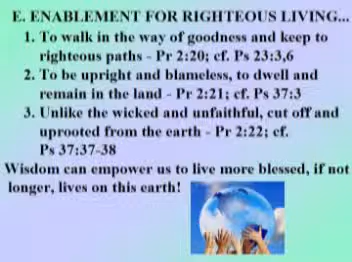 E. ENABLEMENT FOR RIGHTEOUS LIVING...
1. To walk in the way of goodness and keep to
righteous paths - Pr 2:20; cf. Ps 23:3,6
2. To be upright and blameless, to dwell and
remain in the land - Pr 2:21; cf. Ps 37:3
3. Unlike the wicked and unfaithful, cut off and
uprooted from the earth - Pr 2:22; cf.
Ps 37:37-38
Wisdom can empower us to live more blessed, if not
longer, lives on this earth!